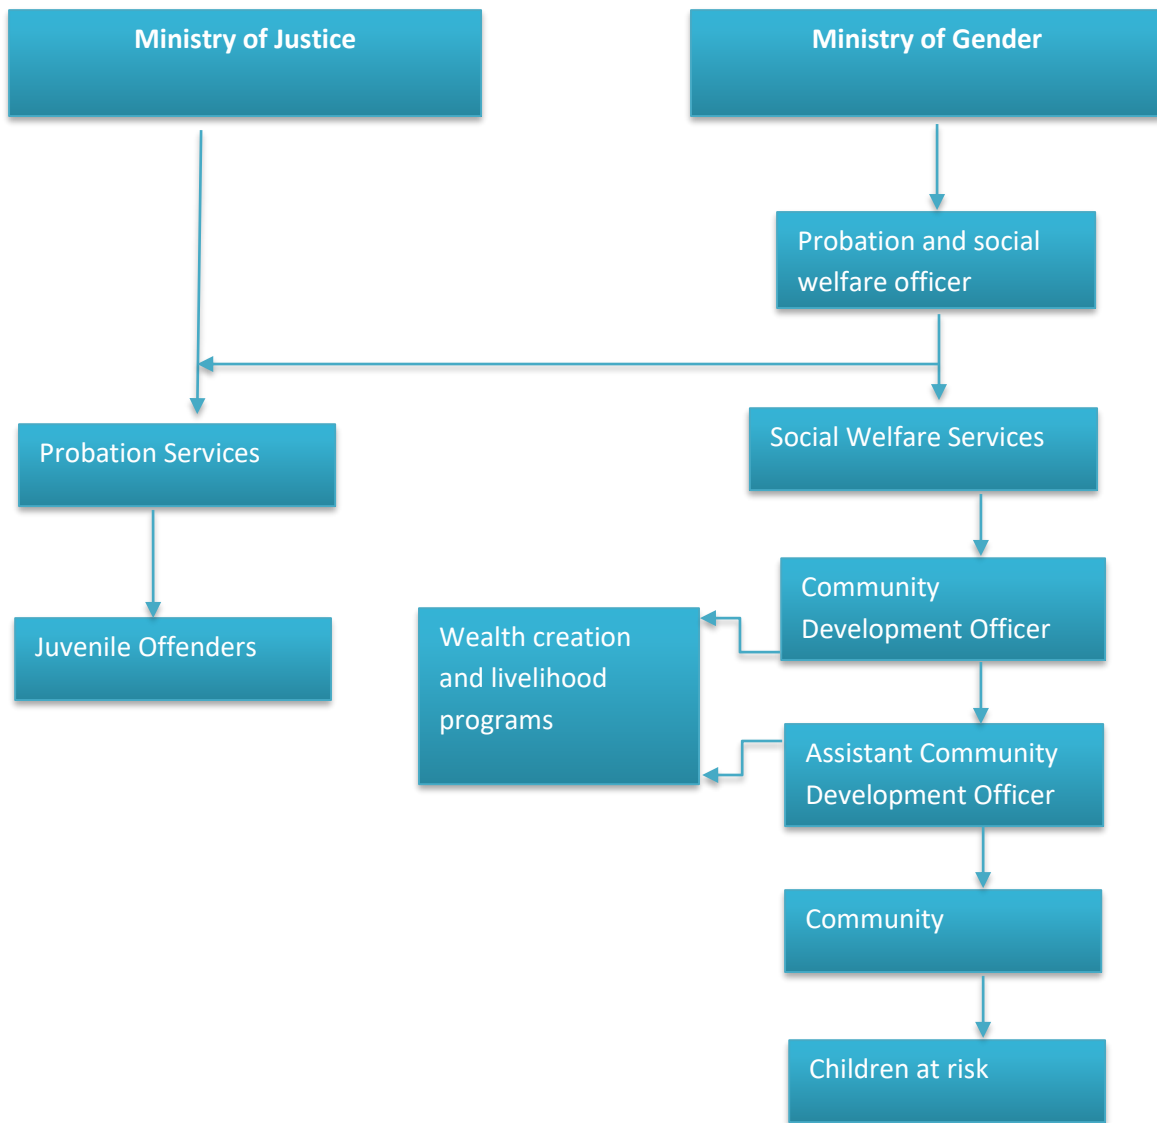 Ministry of Justice
Ministry of Gender
Probation and social
welfare officer
Probation Services
Social Welfare Services
Juvenile Offenders
Wealth creation
and livelihood
programs
Community
Development Officer
Assistant Community
Development Officer
Community
Children at risk